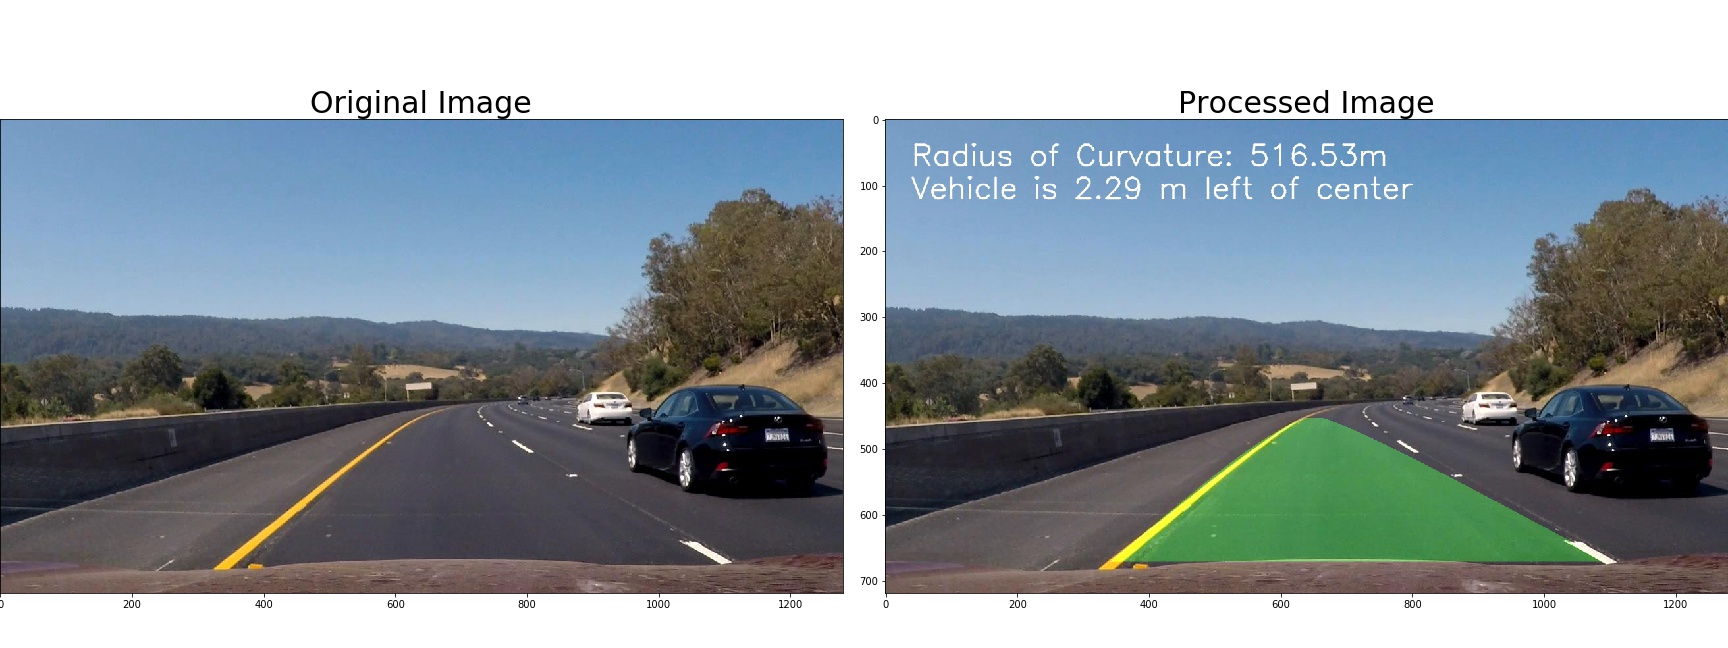 Original Image
Processed Image
Radius of Curvature: 516.53m
Vehicle is 2.29 m left of center
0
100
200
300
400
500
600
700
0 200 400 600 800 1000 1200
0 200 400 600 800 1000 1200